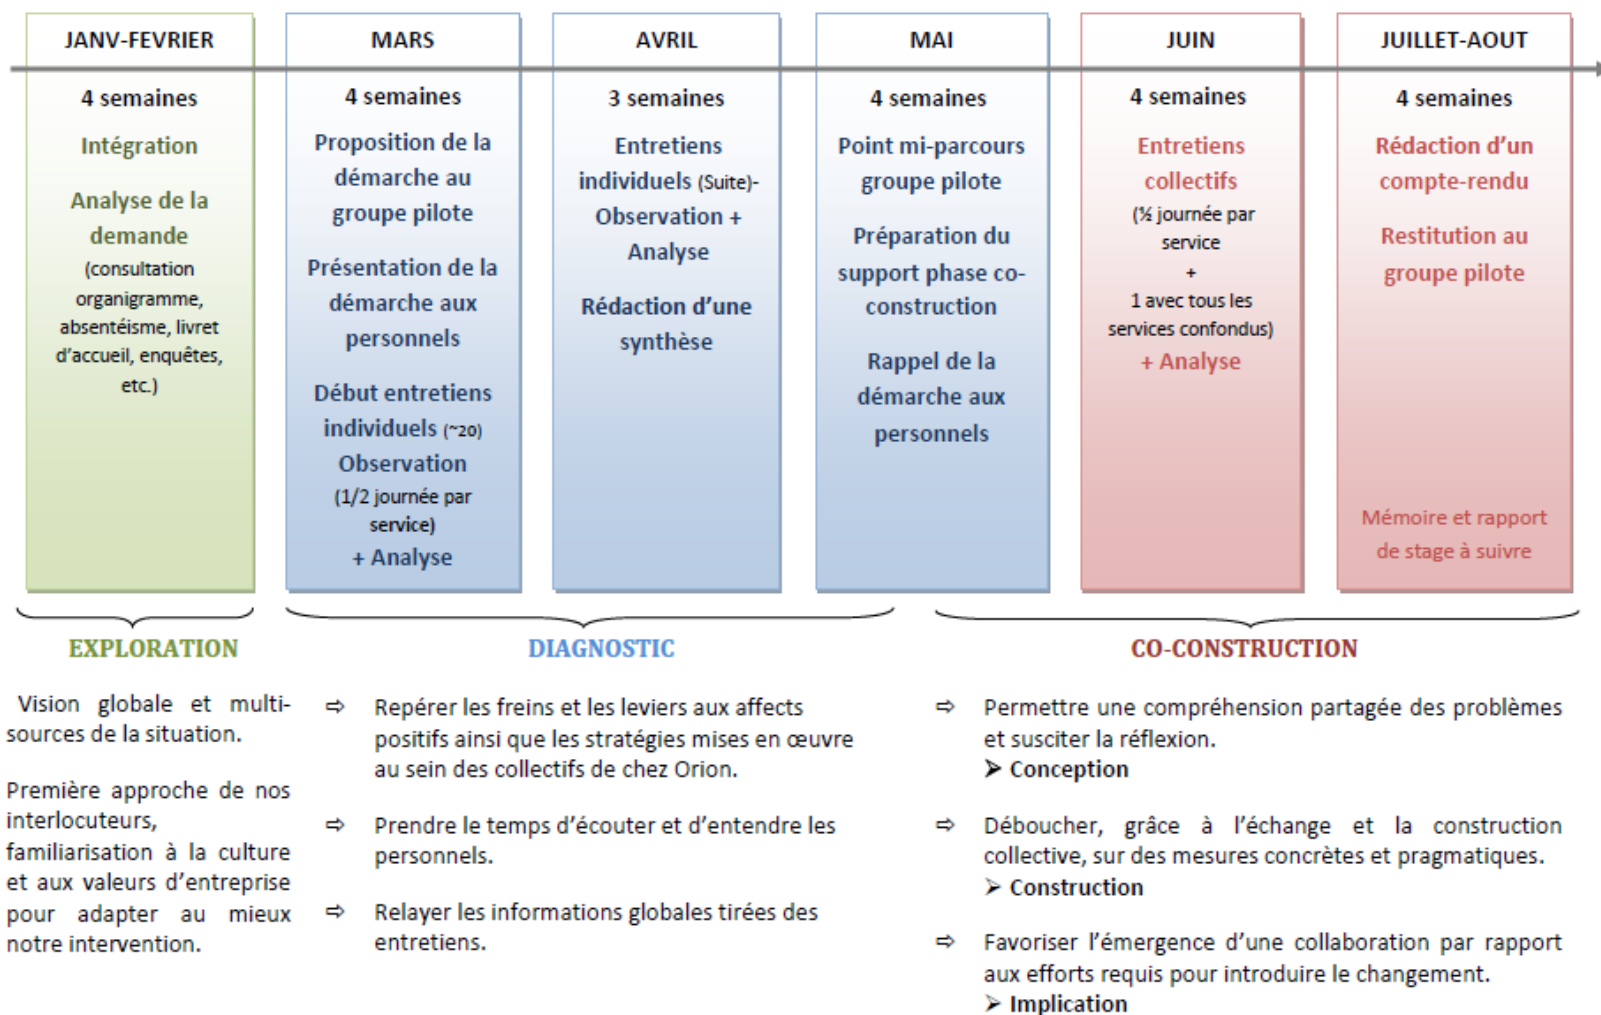 JANV-FEVRIER
4 semaines
Intégration
Analyse de la
demande
(consultation
organigramme,
absentéisme, livret
d'accueil, enquêtes,
etc.)
MARS
4 semaines
Proposition de la
démarche au
groupe pilote
Présentation de la
démarche aux
personnels
Début entretiens
individuels (~20)
Observation
(1/2 journée par
service)
+ Analyse
AVRIL
3 semaines
Entretiens
individuels (Suite)-
Observation +
Analyse
Rédaction d'une
synthèse
MAI
4 semaines
Point mi-parcours
groupe pilote
Préparation du
support phase co-
construction
Rappel de la
démarche aux
personnels
JUIN
4 semaines
Entretiens
collectifs
(½ journée par
service
+
1 avec tous les
services confondus)
+ Analyse
JUILLET-AOUT
4 semaines
Rédaction d'un
compte-rendu
Restitution au
groupe pilote
Mémoire et rapport
de stage à suivre
EXPLORATION
Vision globale et multi-
sources de la situation.
Première approche de nos
interlocuteurs,
familiarisation à la culture
et aux valeurs d'entreprise
pour adapter au mieux
notre intervention.
DIAGNOSTIC
⇨ Repérer les freins et les leviers aux affects
positifs ainsi que les stratégies mises en œuvre
au sein des collectifs de chez Orion.
⇨ Prendre le temps d'écouter et d'entendre les
personnels.
⇨ Relayer les informations globales tirées des
entretiens.
CO-CONSTRUCTION
⇨ Permettre une compréhension partagée des problèmes
et susciter la réflexion.
➤ Conception
⇨ Déboucher, grâce à l'échange et la construction
collective, sur des mesures concrètes et pragmatiques.
➤ Construction
⇨ Favoriser l'émergence d'une collaboration par rapport
aux efforts requis pour introduire le changement.
➤ Implication